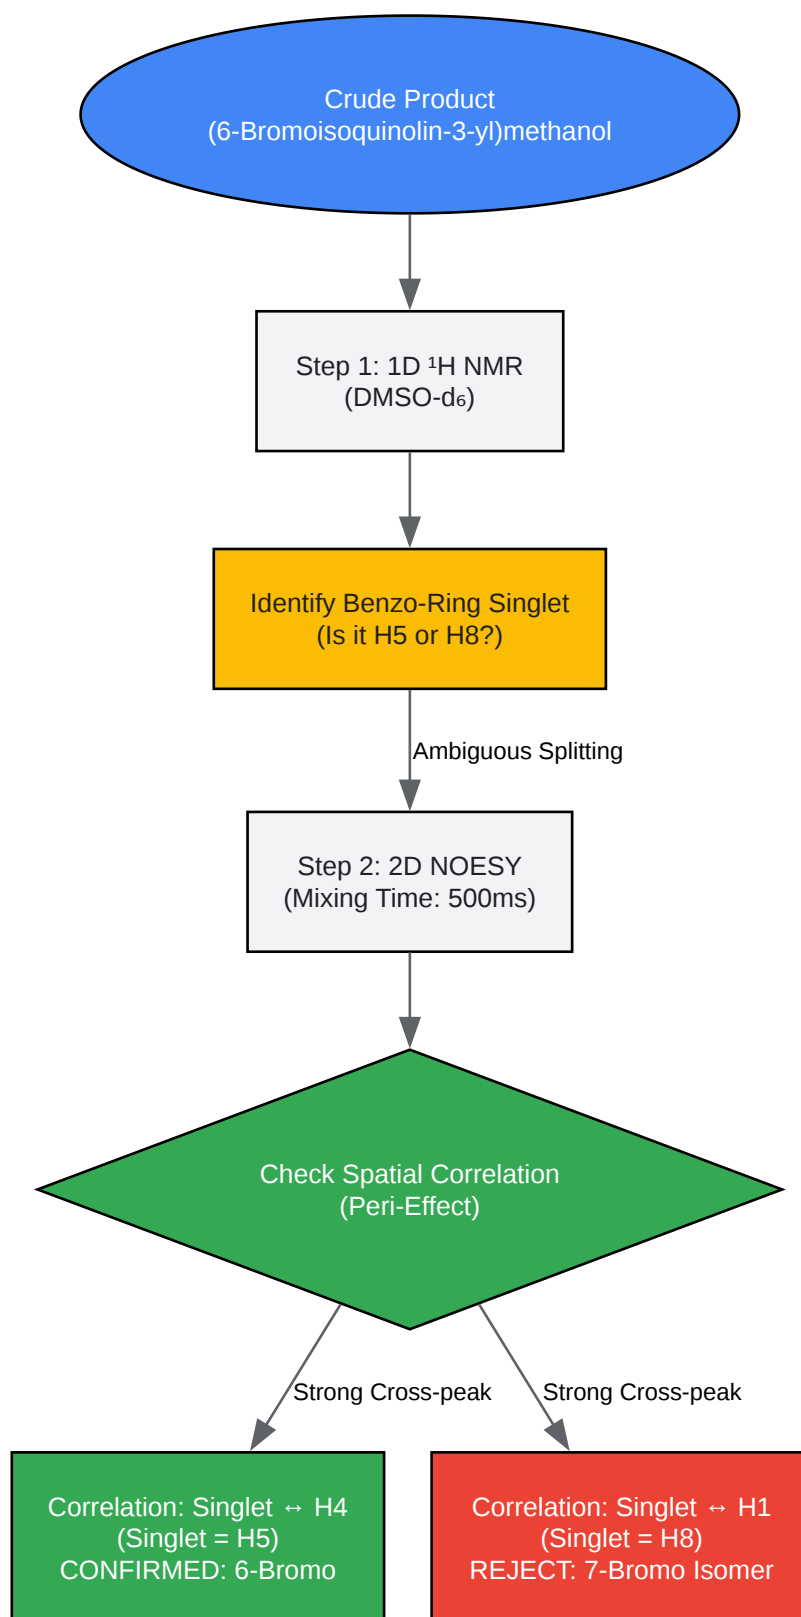 Crude Product
(6-Bromoisoquinolin-3-yl)methanol
Step 1: 1D ¹H NMR
(DMSO-d₆)
Identify Benzo-Ring Singlet
(Is it H5 or H8?)
Ambiguous Splitting
Step 2: 2D NOESY
(Mixing Time: 500ms)
Check Spatial Correlation
(Peri-Effect)
Strong Cross-peak
Strong Cross-peak
Correlation: Singlet ↔ H4
(Singlet = H5)
CONFIRMED: 6-Bromo
Correlation: Singlet ↔ H1
(Singlet = H8)
REJECT: 7-Bromo Isomer